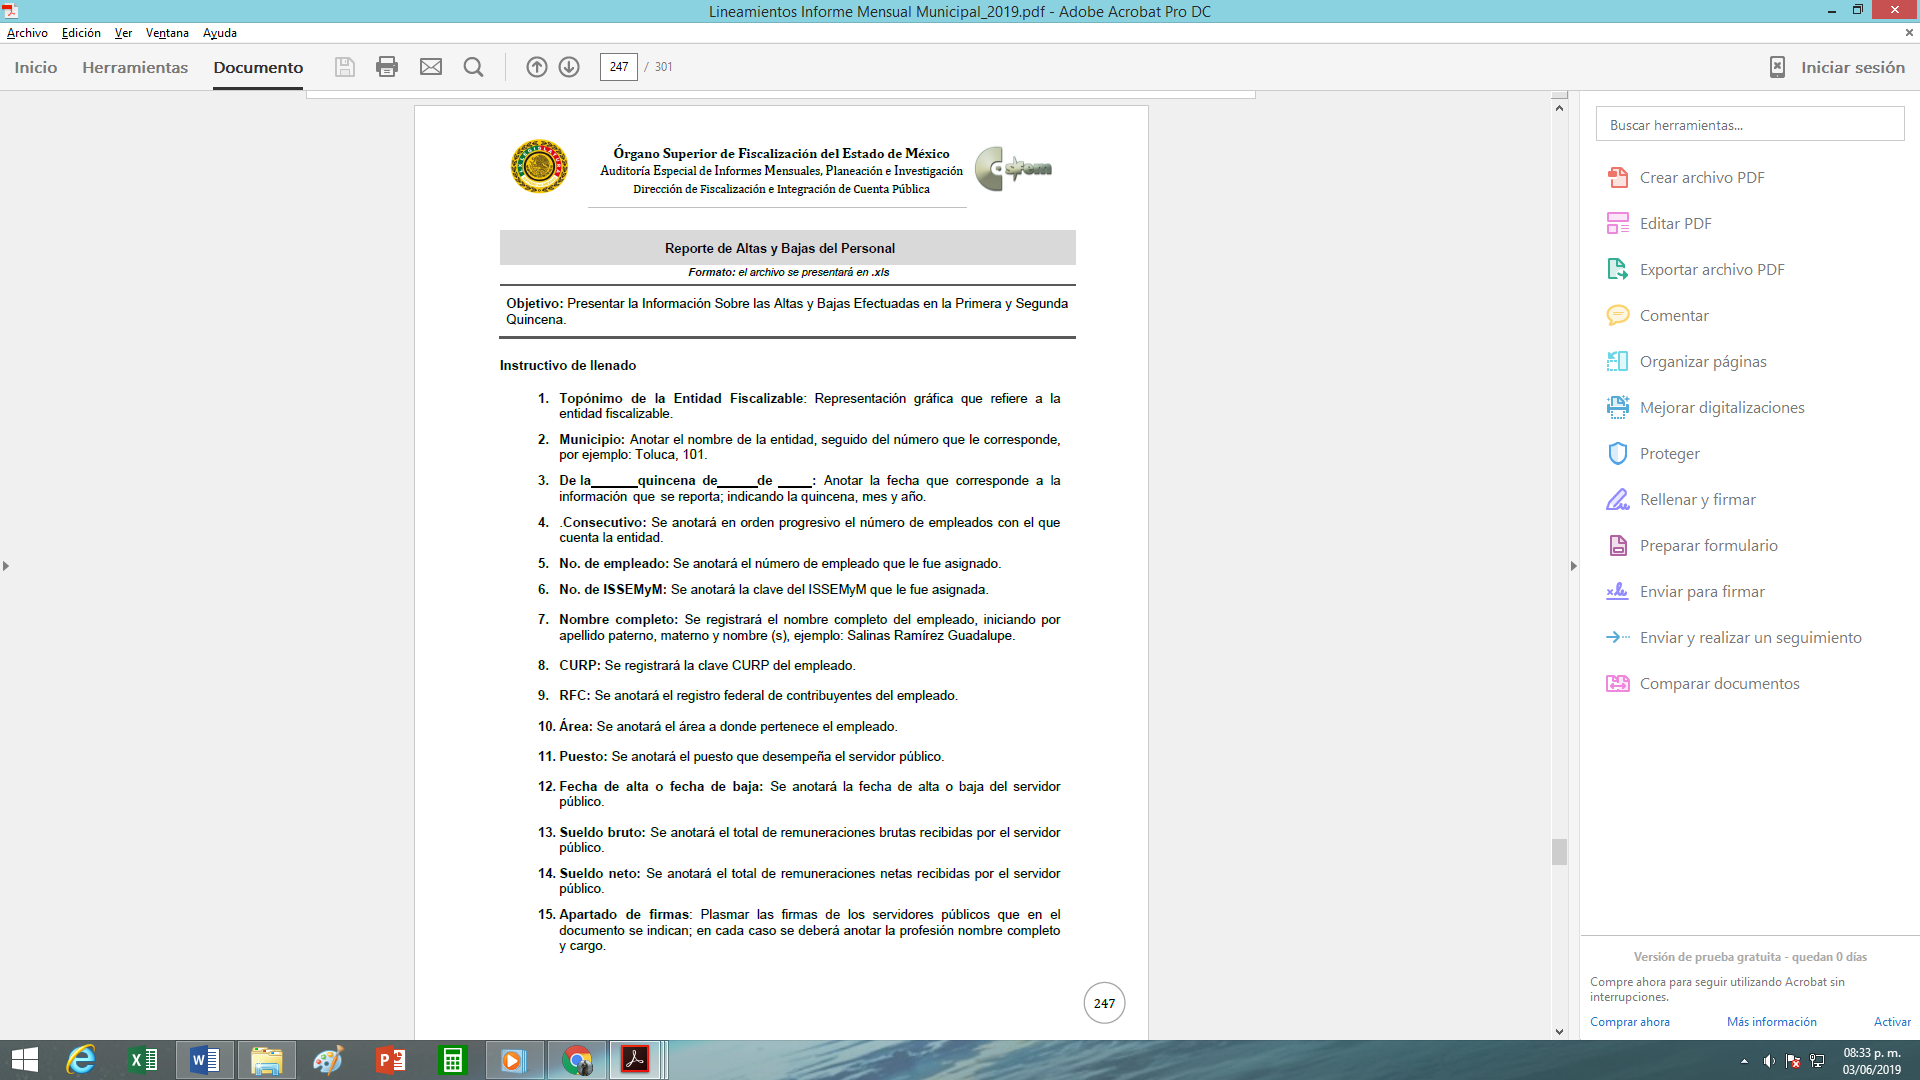 Lineamientos Informe Mensual Municipal_2019.pdf - Adobe Acrobat Pro DC
Archivo Edición Ver Ventana Ayuda
Inicio Herramientas Documento 247 / 301 Iniciar sesión
Órgano Superior de Fiscalización del Estado de México
Auditoría Especial de Informes Mensuales, Planeación e Investigación
Dirección de Fiscalización e Integración de Cuenta Pública
osfem
Reporte de Altas y Bajas del Personal
Formato: el archivo se presentará en .xls
Objetivo: Presentar la Información Sobre las Altas y Bajas Efectuadas en la Primera y Segunda
Quincena.
Instructivo de llenado
1. Topónimo de la Entidad Fiscalizable: Representación gráfica que refiere a la
entidad fiscalizable.
2. Municipio: Anotar el nombre de la entidad, seguido del número que le corresponde,
por ejemplo: Toluca, 101.
3. De la______quincena de_____de ____: Anotar la fecha que corresponde a la
información que se reporta; indicando la quincena, mes y año.
4. .Consecutivo: Se anotará en orden progresivo el número de empleados con el que
cuenta la entidad.
5. No. de empleado: Se anotará el número de empleado que le fue asignado.
6. No. de ISSEMyM: Se anotará la clave del ISSEMyM que le fue asignada.
7. Nombre completo: Se registrará el nombre completo del empleado, iniciando por
apellido paterno, materno y nombre (s), ejemplo: Salinas Ramírez Guadalupe.
8. CURP: Se registrará la clave CURP del empleado.
9. RFC: Se anotará el registro federal de contribuyentes del empleado.
10. Área: Se anotará el área a donde pertenece el empleado.
11. Puesto: Se anotará el puesto que desempeña el servidor público.
12. Fecha de alta o fecha de baja: Se anotará la fecha de alta o baja del servidor
público.
13. Sueldo bruto: Se anotará el total de remuneraciones brutas recibidas por el servidor
público.
14. Sueldo neto: Se anotará el total de remuneraciones netas recibidas por el servidor
público.
15. Apartado de firmas: Plasmar las firmas de los servidores públicos que en el
documento se indican; en cada caso se deberá anotar la profesión nombre completo
y cargo.
247
Buscar herramientas...
Crear archivo PDF
Editar PDF
Exportar archivo PDF
Comentar
Organizar páginas
Mejorar digitalizaciones
Proteger
Rellenar y firmar
Preparar formulario
Enviar para firmar
Enviar y realizar un seguimiento
Comparar documentos
Versión de prueba gratuita - quedan 0 días
Compre ahora para seguir utilizando Acrobat sin
interrupciones.
Comprar ahora Más información Activar
08:33 p. m.
03/06/2019